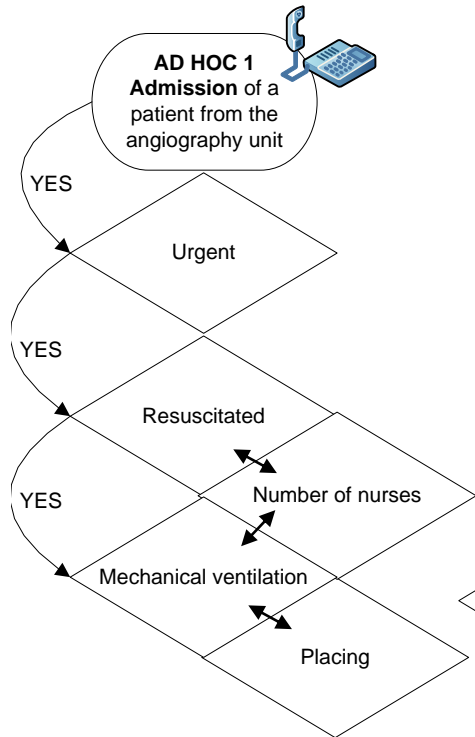 AD HOC 1
Admission of a
patient from the
angiography unit
YES
Urgent
YES
Resuscitated
YES
Number of nurses
Mechanical ventilation
Placing